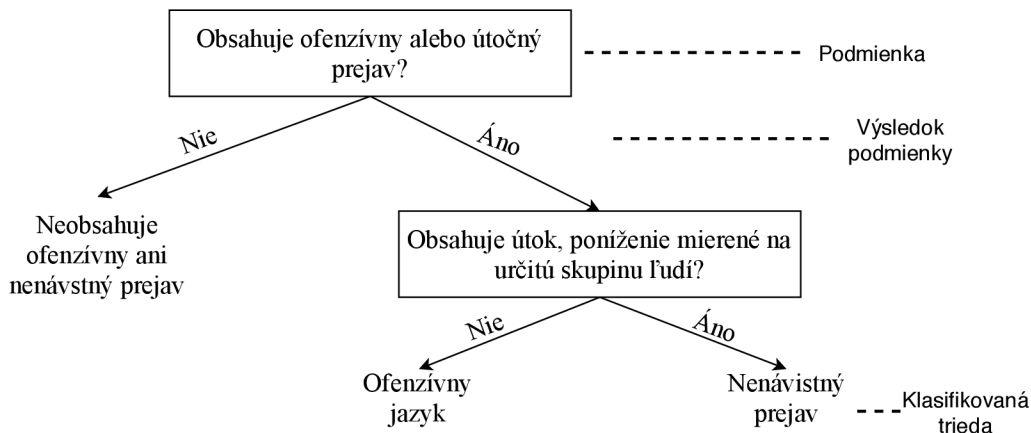 Obsahuje ofenzívny alebo útočný
prejav?
Podmienka
Nie
Áno
Výsledok
podmienky
Neobsahuje
ofenzívny ani
nenávstný prejav
Obsahuje útok, poníženie mierené na
určitú skupinu ľudí?
Nie
Áno
Ofenzívny
jazyk
Nenávistný
prejav
Klasifikovaná
trieda